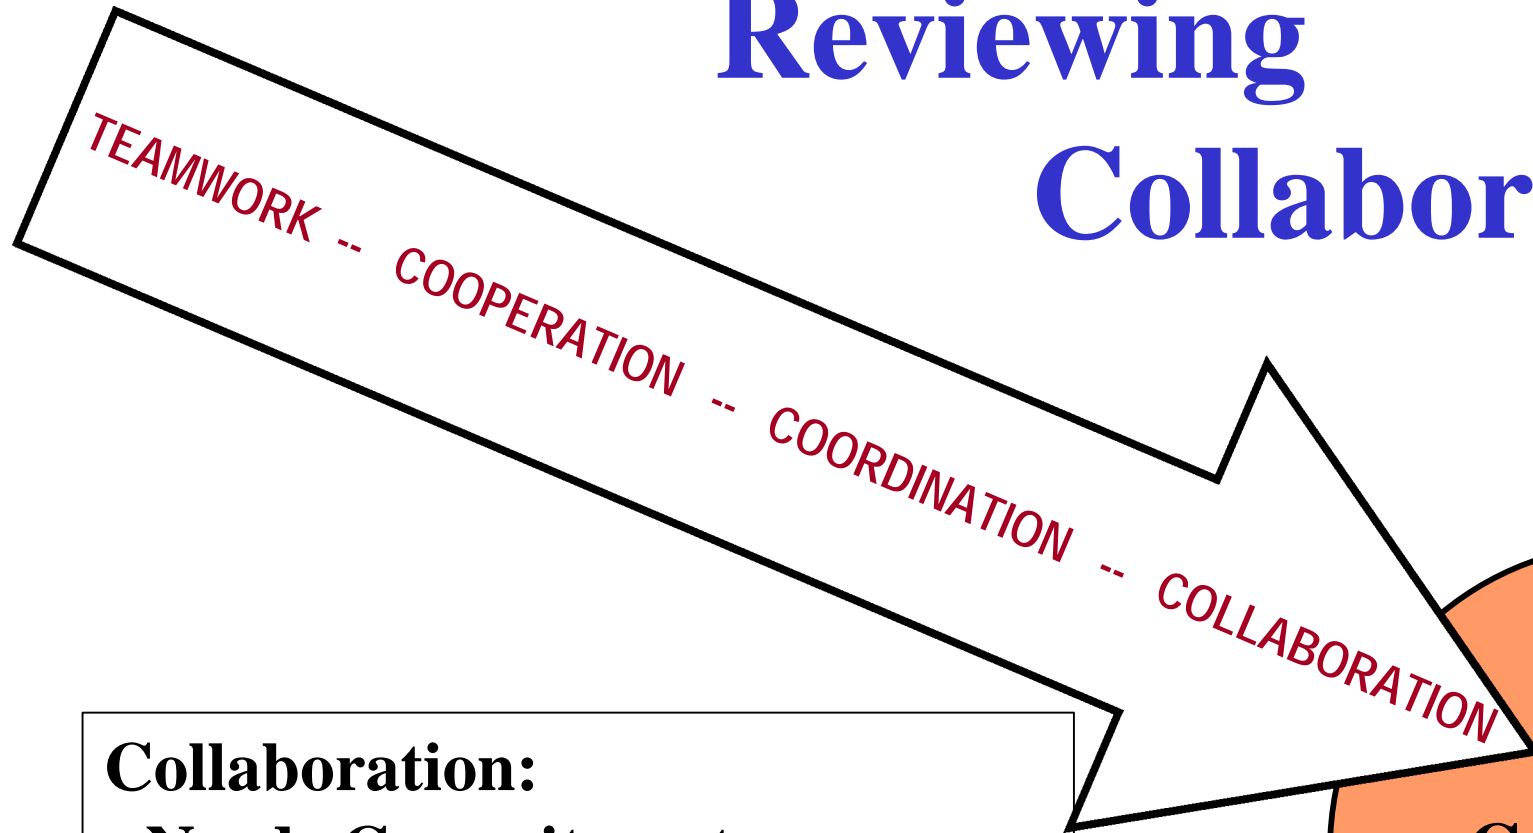 Reviewing
Collabor
TEAMWORK -- COOPERATION -- COORDINATION -- COLLABORATION
Collaboration: